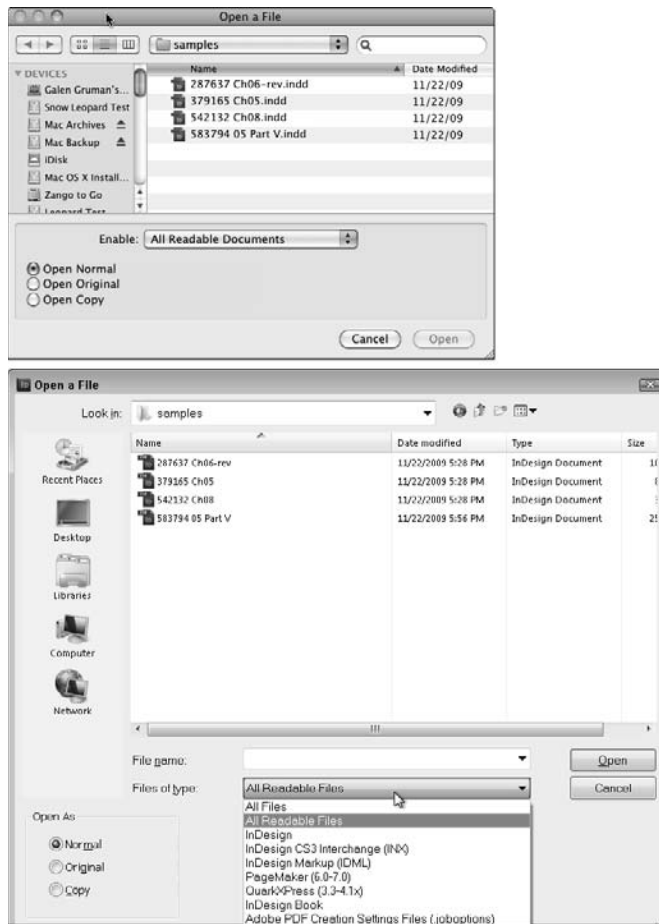 Open a File
samples
Name Date Modified
DEVICES
Galen Gruman's...
Snow Leopard Test
Mac Archives
Mac Backup
iDisk
Mac OS X Install...
Zango to Go
Leopard Test
287637 Ch06-rev.indd 11/22/09
379165 Ch05.indd 11/22/09
542132 Ch08.indd 11/22/09
583794 05 Part V.indd 11/22/09
Enable: All Readable Documents
Open Normal
Open Original
Open Copy
Cancel Open
Open a File
Look in: samples
Recent Places
Desktop
Libraries
Computer
Network
Name Date modified Type Size
287637 Ch06-rev 11/22/2009 5:28 PM InDesign Document
379165 Ch05 11/22/2009 5:28 PM InDesign Document
542132 Ch08 11/22/2009 5:28 PM InDesign Document
583794 05 Part V 11/22/2009 5:56 PM InDesign Document
File name: Open
Files of type: All Readable Files Cancel
Open As
Normal
Original
Copy
All Files
All Readable Files
InDesign
InDesign CS3 Interchange (INX)
InDesign Markup (IDML)
PageMaker (6.0-7.0)
QuarkXPress (3.3-4.1x)
InDesign Book
Adobe PDF Creation Settings Files (.joboptions)